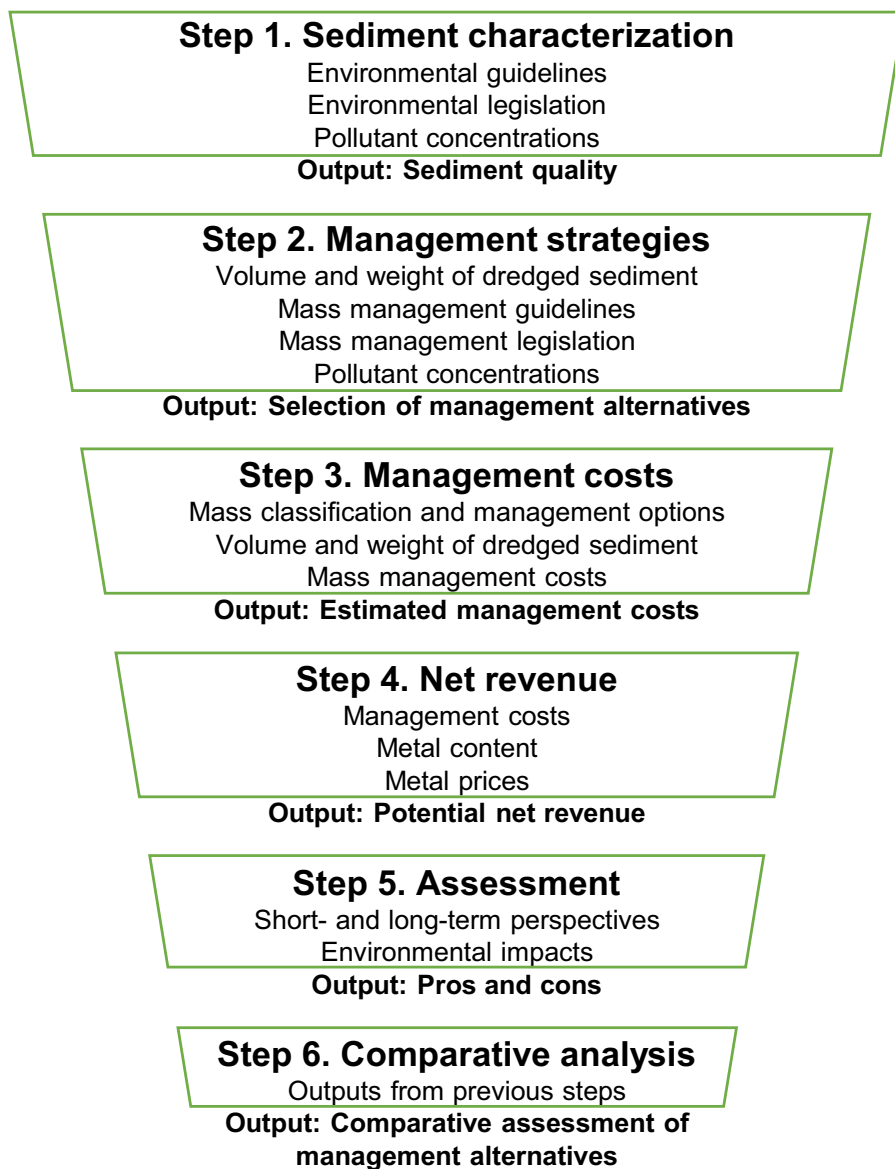 Step 1. Sediment characterization
Environmental guidelines
Environmental legislation
Pollutant concentrations
Output: Sediment quality
Step 2. Management strategies
Volume and weight of dredged sediment
Mass management guidelines
Mass management legislation
Pollutant concentrations
Output: Selection of management alternatives
Step 3. Management costs
Mass classification and management options
Volume and weight of dredged sediment
Mass management costs
Output: Estimated management costs
Step 4. Net revenue
Management costs
Metal content
Metal prices
Output: Potential net revenue
Step 5. Assessment
Short- and long-term perspectives
Environmental impacts
Output: Pros and cons
Step 6. Comparative analysis
Outputs from previous steps
Output: Comparative assessment of
management alternatives